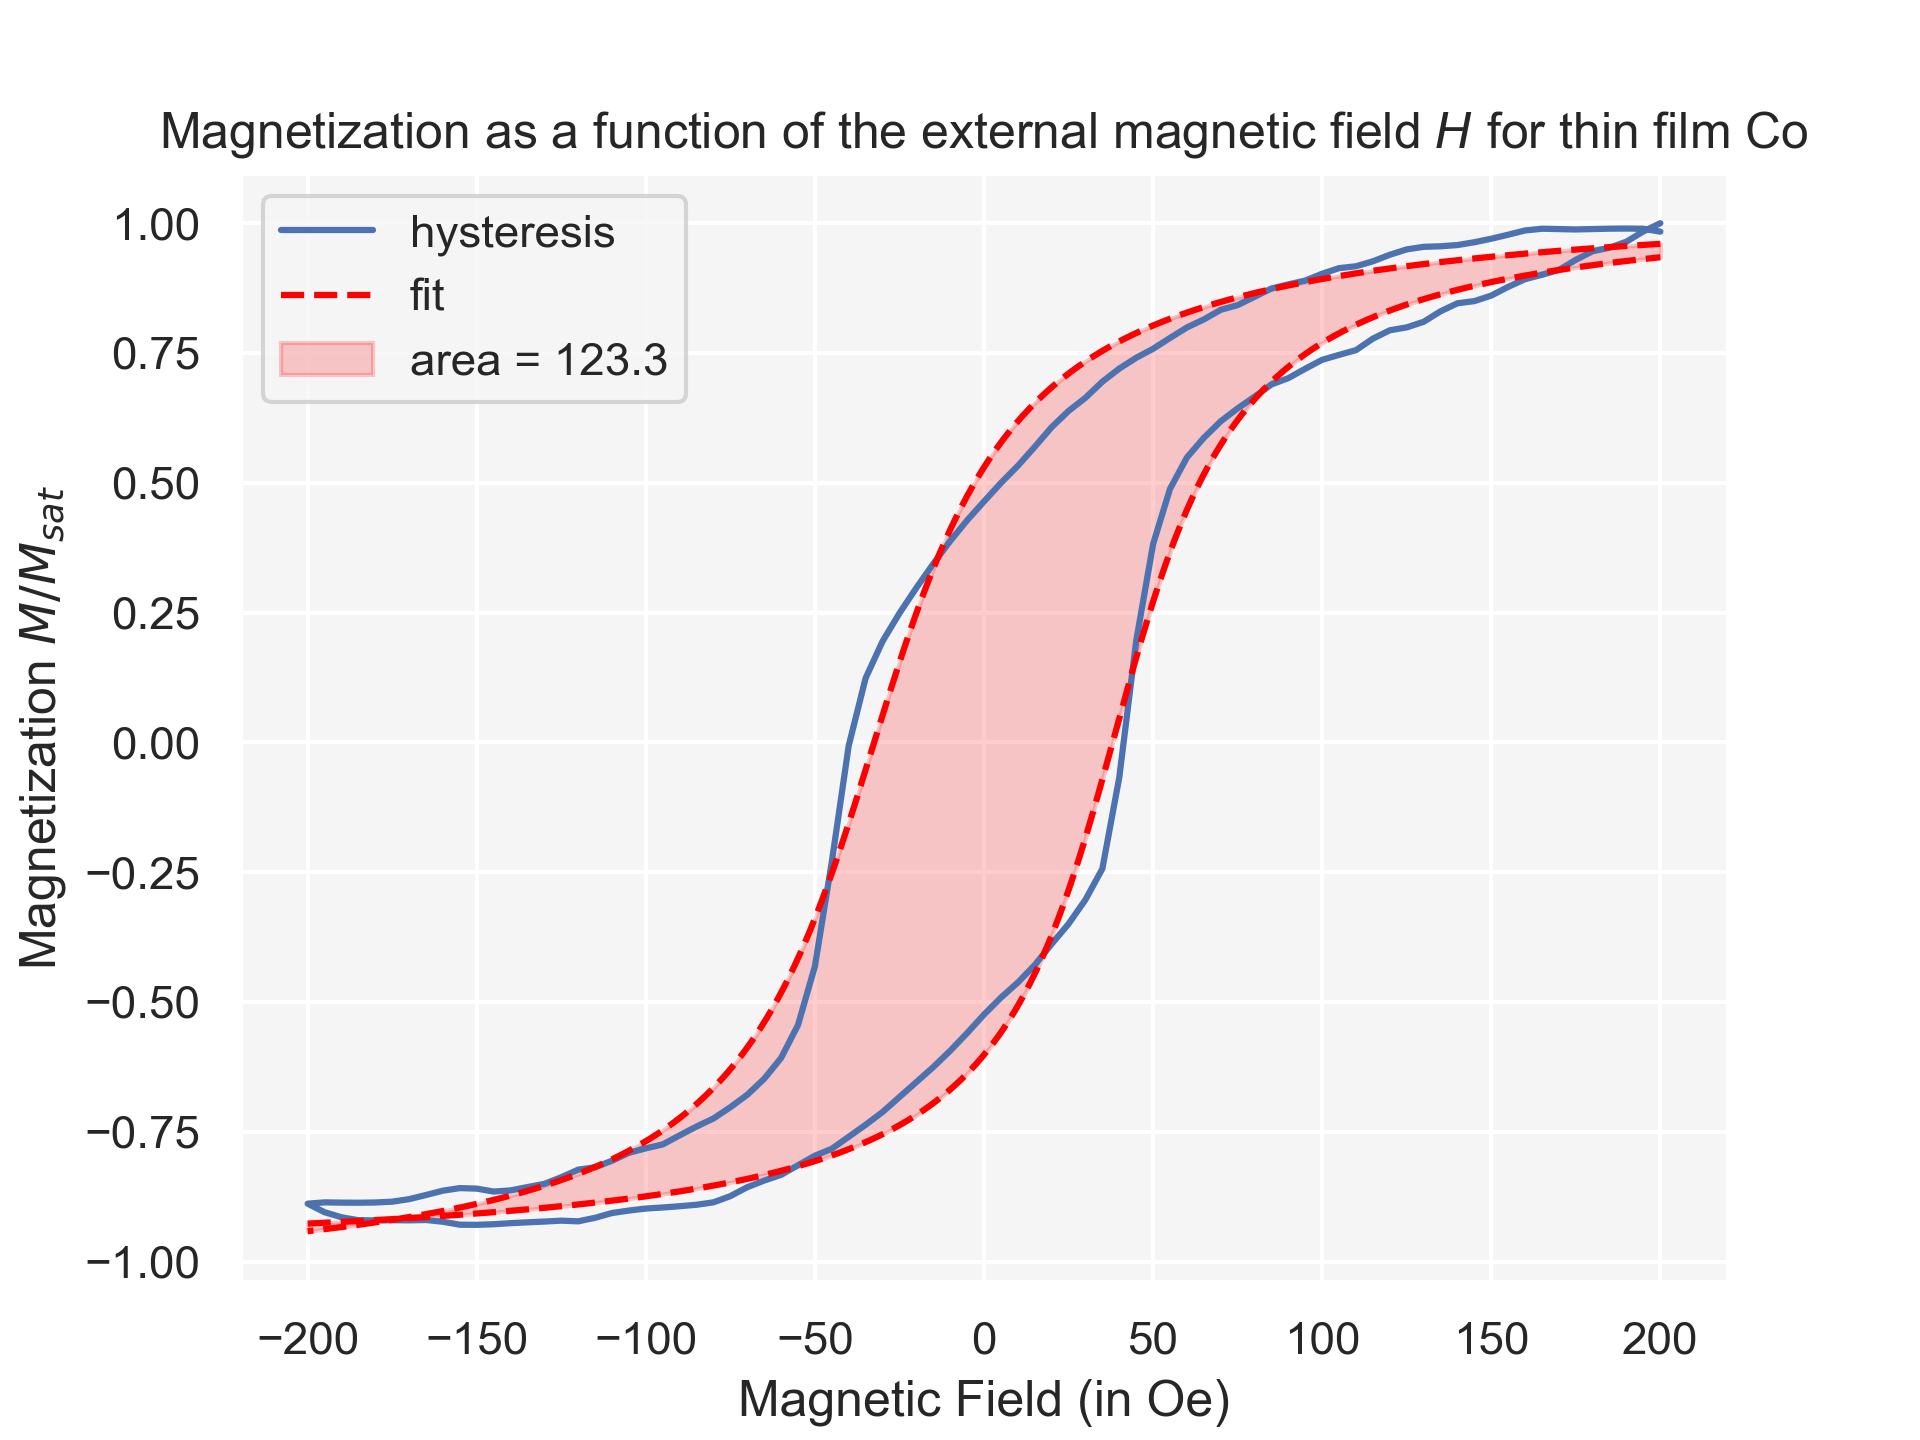 Magnetization as a function of the external magnetic field H for thin film Co
hysteresis
fit
area = 123.3
Magnetization M/M_sat
1.00
0.75
0.50
0.25
0.00
−0.25
−0.50
−0.75
−1.00
−200 −150 −100 −50 0 50 100 150 200
Magnetic Field (in Oe)